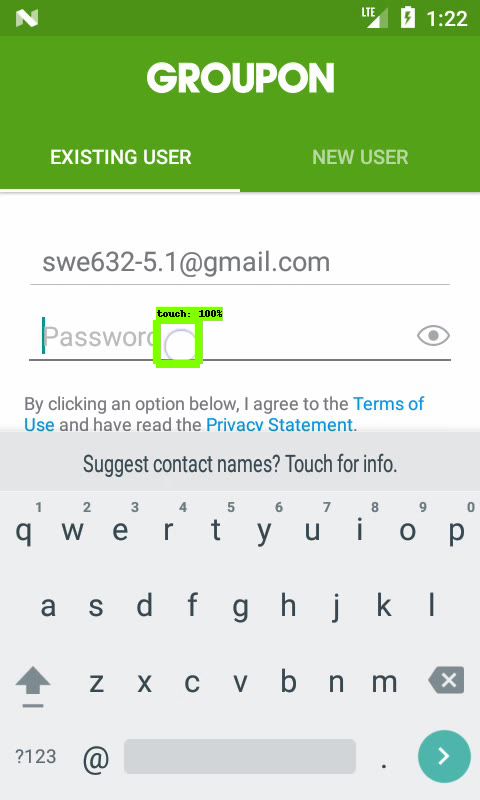 LTE 1:22
GROUPON
EXISTING USER NEW USER
swe632-5.1@gmail.com
touch: 100%
Password
By clicking an option below, I agree to the Terms of
Use and have read the Privacy Statement.
Suggest contact names? Touch for info.
1 2 3 4 5 6 7 8 9 0
q w e r t y u i o p
a s d f g h j k l
z x c v b n m
?123 @ .